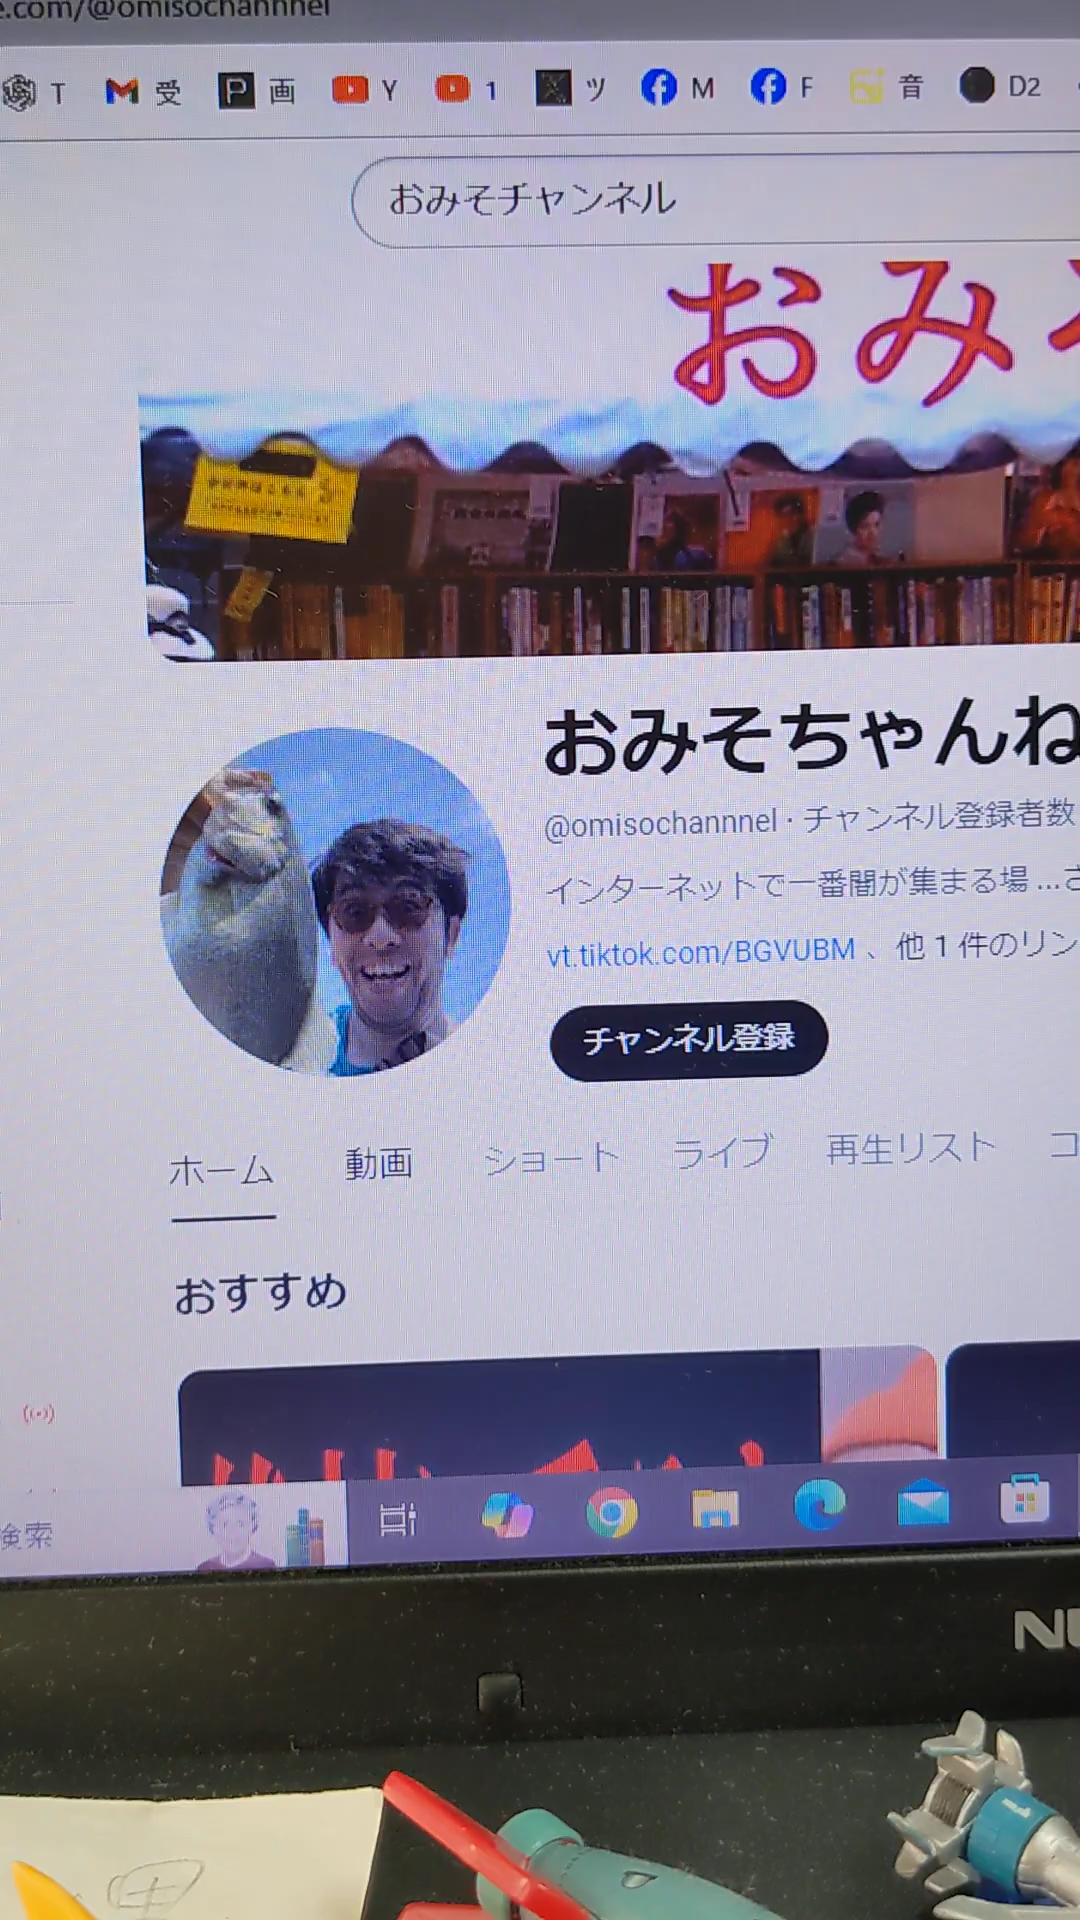 e.com/@omisochannnel
T 受 P 画 Y 1 ツ M F 音 D2
おみそチャンネル
おみそ
おみそちゃんね
@omisochannnel・チャンネル登録者数
インターネットで一番闇が集まる場 ...さ
vt.tiktok.com/BGVUBM 、他 1 件のリン
チャンネル登録
ホーム 動画 ショート ライブ 再生リスト コ
おすすめ
検索
1